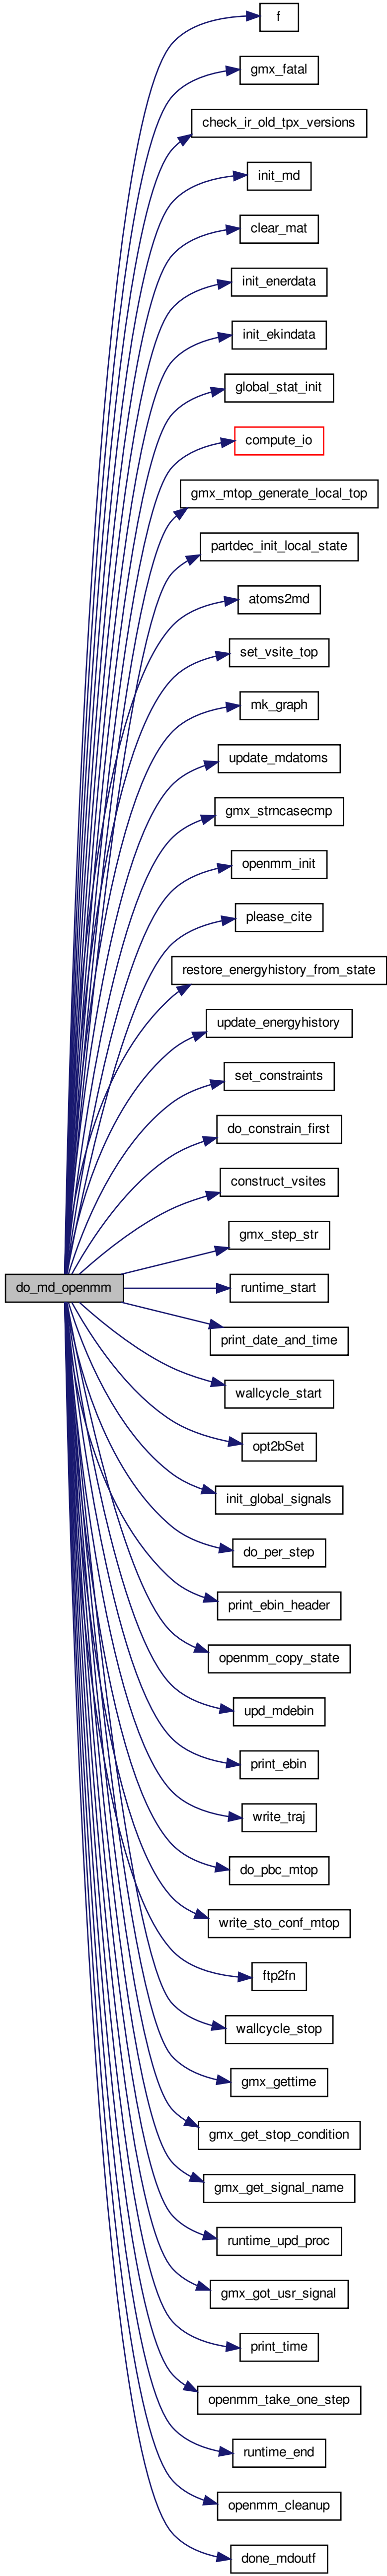 f
gmx_fatal
check_ir_old_tpx_versions
init_md
clear_mat
init_enerdata
init_ekindata
global_stat_init
compute_io
gmx_mtop_generate_local_top
partdec_init_local_state
atoms2md
set_vsite_top
mk_graph
update_mdatoms
gmx_strncasecmp
openmm_init
please_cite
restore_energyhistory_from_state
update_energyhistory
set_constraints
do_constrain_first
construct_vsites
gmx_step_str
do_md_openmm
runtime_start
print_date_and_time
wallcycle_start
opt2bSet
init_global_signals
do_per_step
print_ebin_header
openmm_copy_state
upd_mdebin
print_ebin
write_traj
do_pbc_mtop
write_sto_conf_mtop
ftp2fn
wallcycle_stop
gmx_gettime
gmx_get_stop_condition
gmx_get_signal_name
runtime_upd_proc
gmx_got_usr_signal
print_time
openmm_take_one_step
runtime_end
openmm_cleanup
done_mdoutf